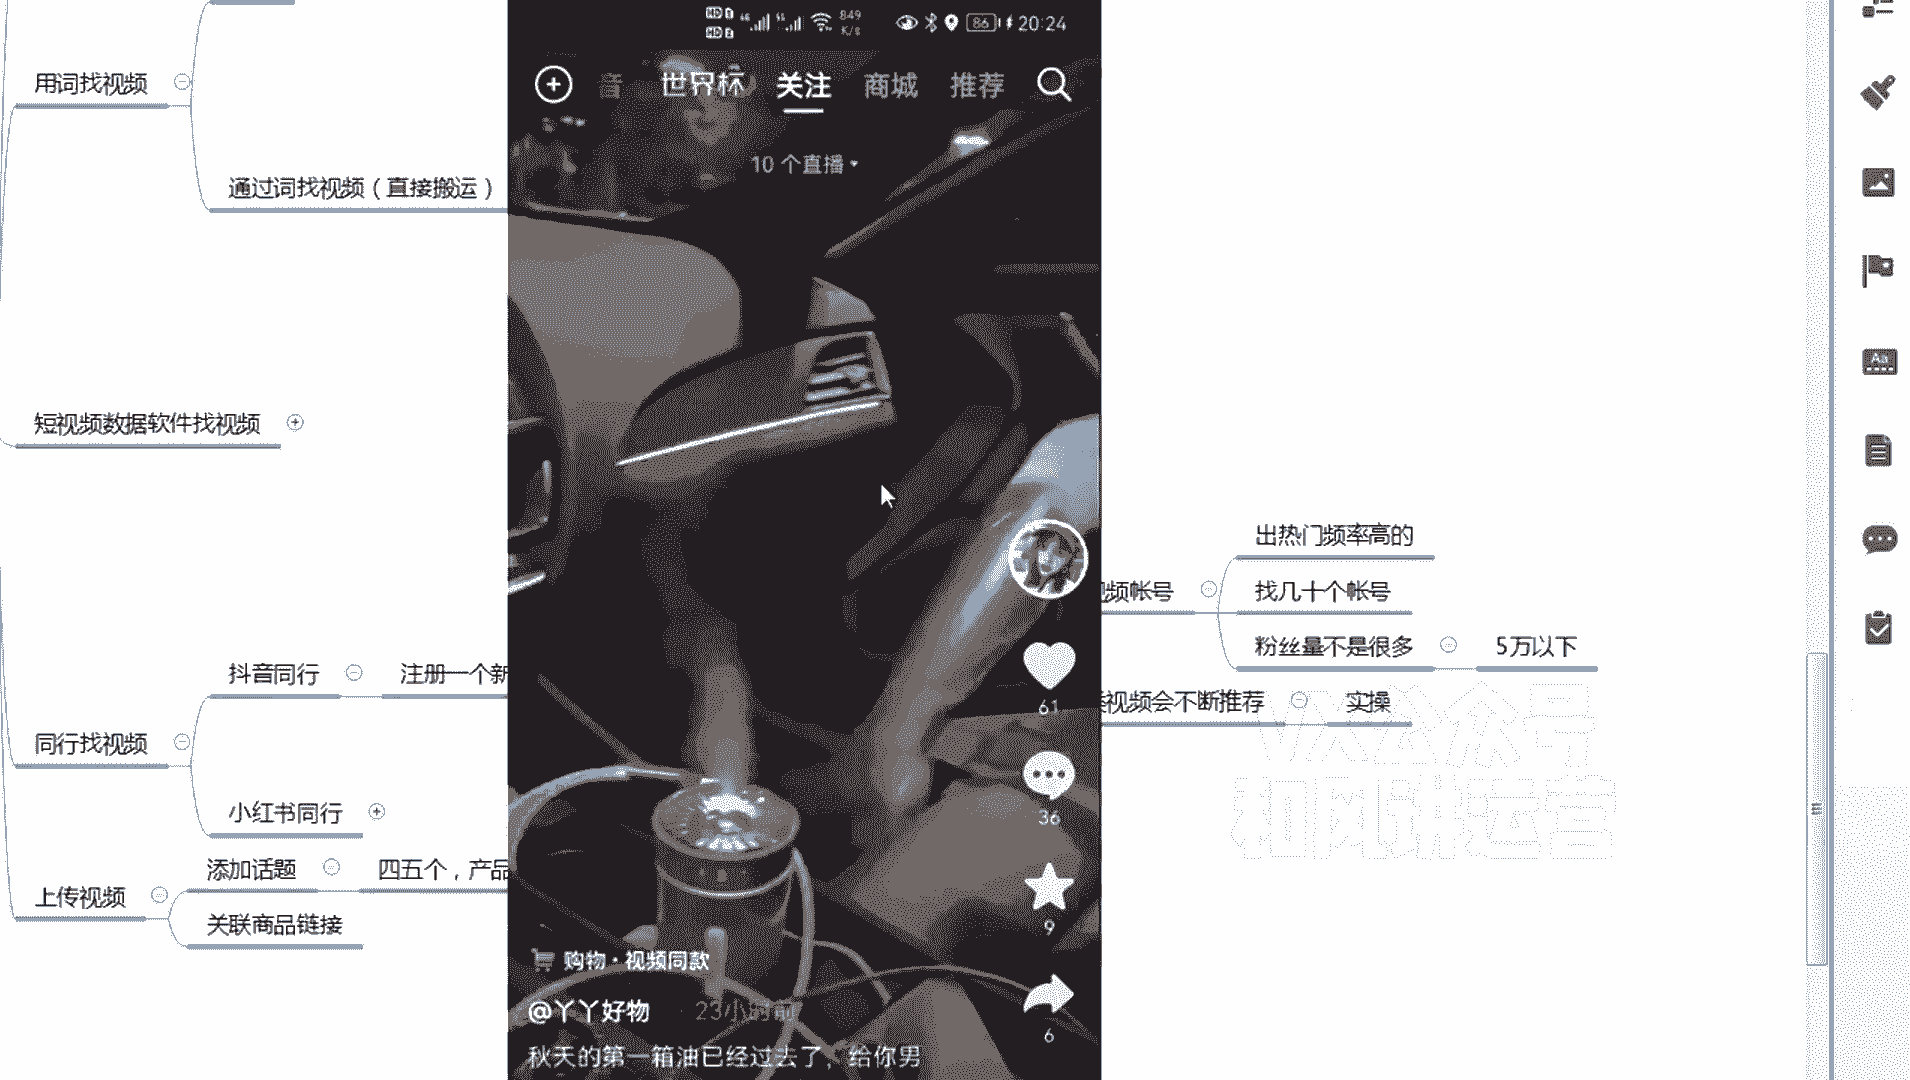 用词找视频
通过词找视频（直接搬运）
短视频数据软件找视频
抖音同行
注册一个新
同行找视频
小红书同行
添加话题
四五个，产品
上传视频
关联商品链接
849
K/s
86
20:24
音
世界杯
关注
商城
推荐
10 个直播
61
36
9
6
购物·视频同款
@丫丫好物
23小时前
秋天的第一箱油已经过去了，给你男
出热门频率高的
频帐号
找几十个帐号
粉丝量不是很多
5万以下
视频会不断推荐
实操
VX公众号
和风讲运营
Aa